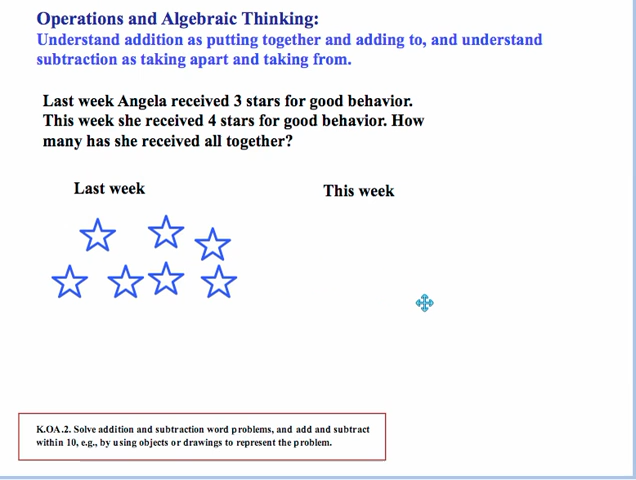 Operations and Algebraic Thinking:
Understand addition as putting together and adding to, and understand
subtraction as taking apart and taking from.
Last week Angela received 3 stars for good behavior.
This week she received 4 stars for good behavior. How
many has she received all together?
Last week
This week
K.OA.2. Solve addition and subtraction word problems, and add and subtract
within 10, e.g., by using objects or drawings to represent the problem.